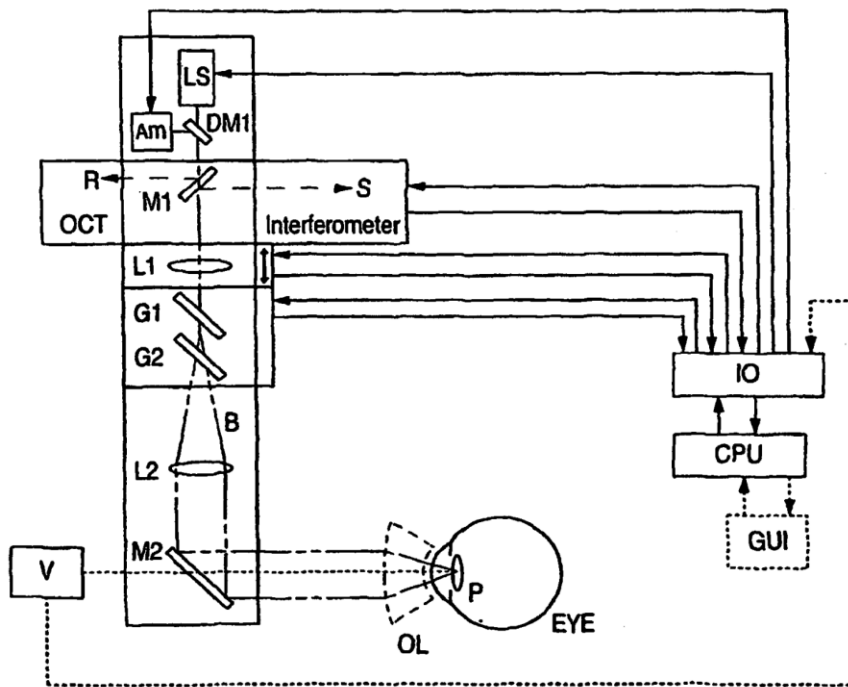 LS
Am
DM1
R
M1
S
OCT
Interferometer
L1
G1
G2
IO
B
CPU
L2
GUI
M2
V
P
EYE
OL